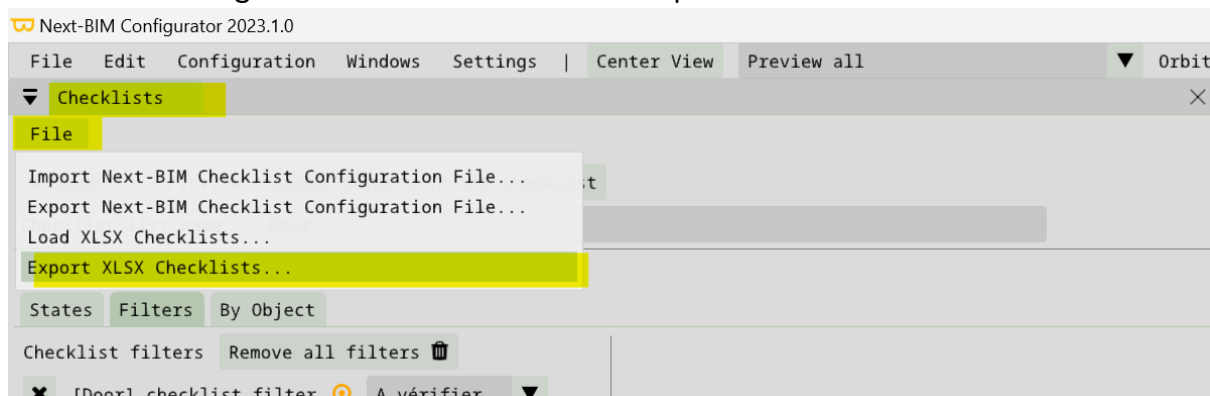 Next-BIM Configurator 2023.1.0
File Edit Configuration Windows Settings | Center View Preview all ▼ Orbit
Checklists
File
Import Next-BIM Checklist Configuration File...
Export Next-BIM Checklist Configuration File...
Load XLSX Checklists...
Export XLSX Checklists...
States Filters By Object
Checklist filters Remove all filters
[Door] checklist filter A vérifier ▼